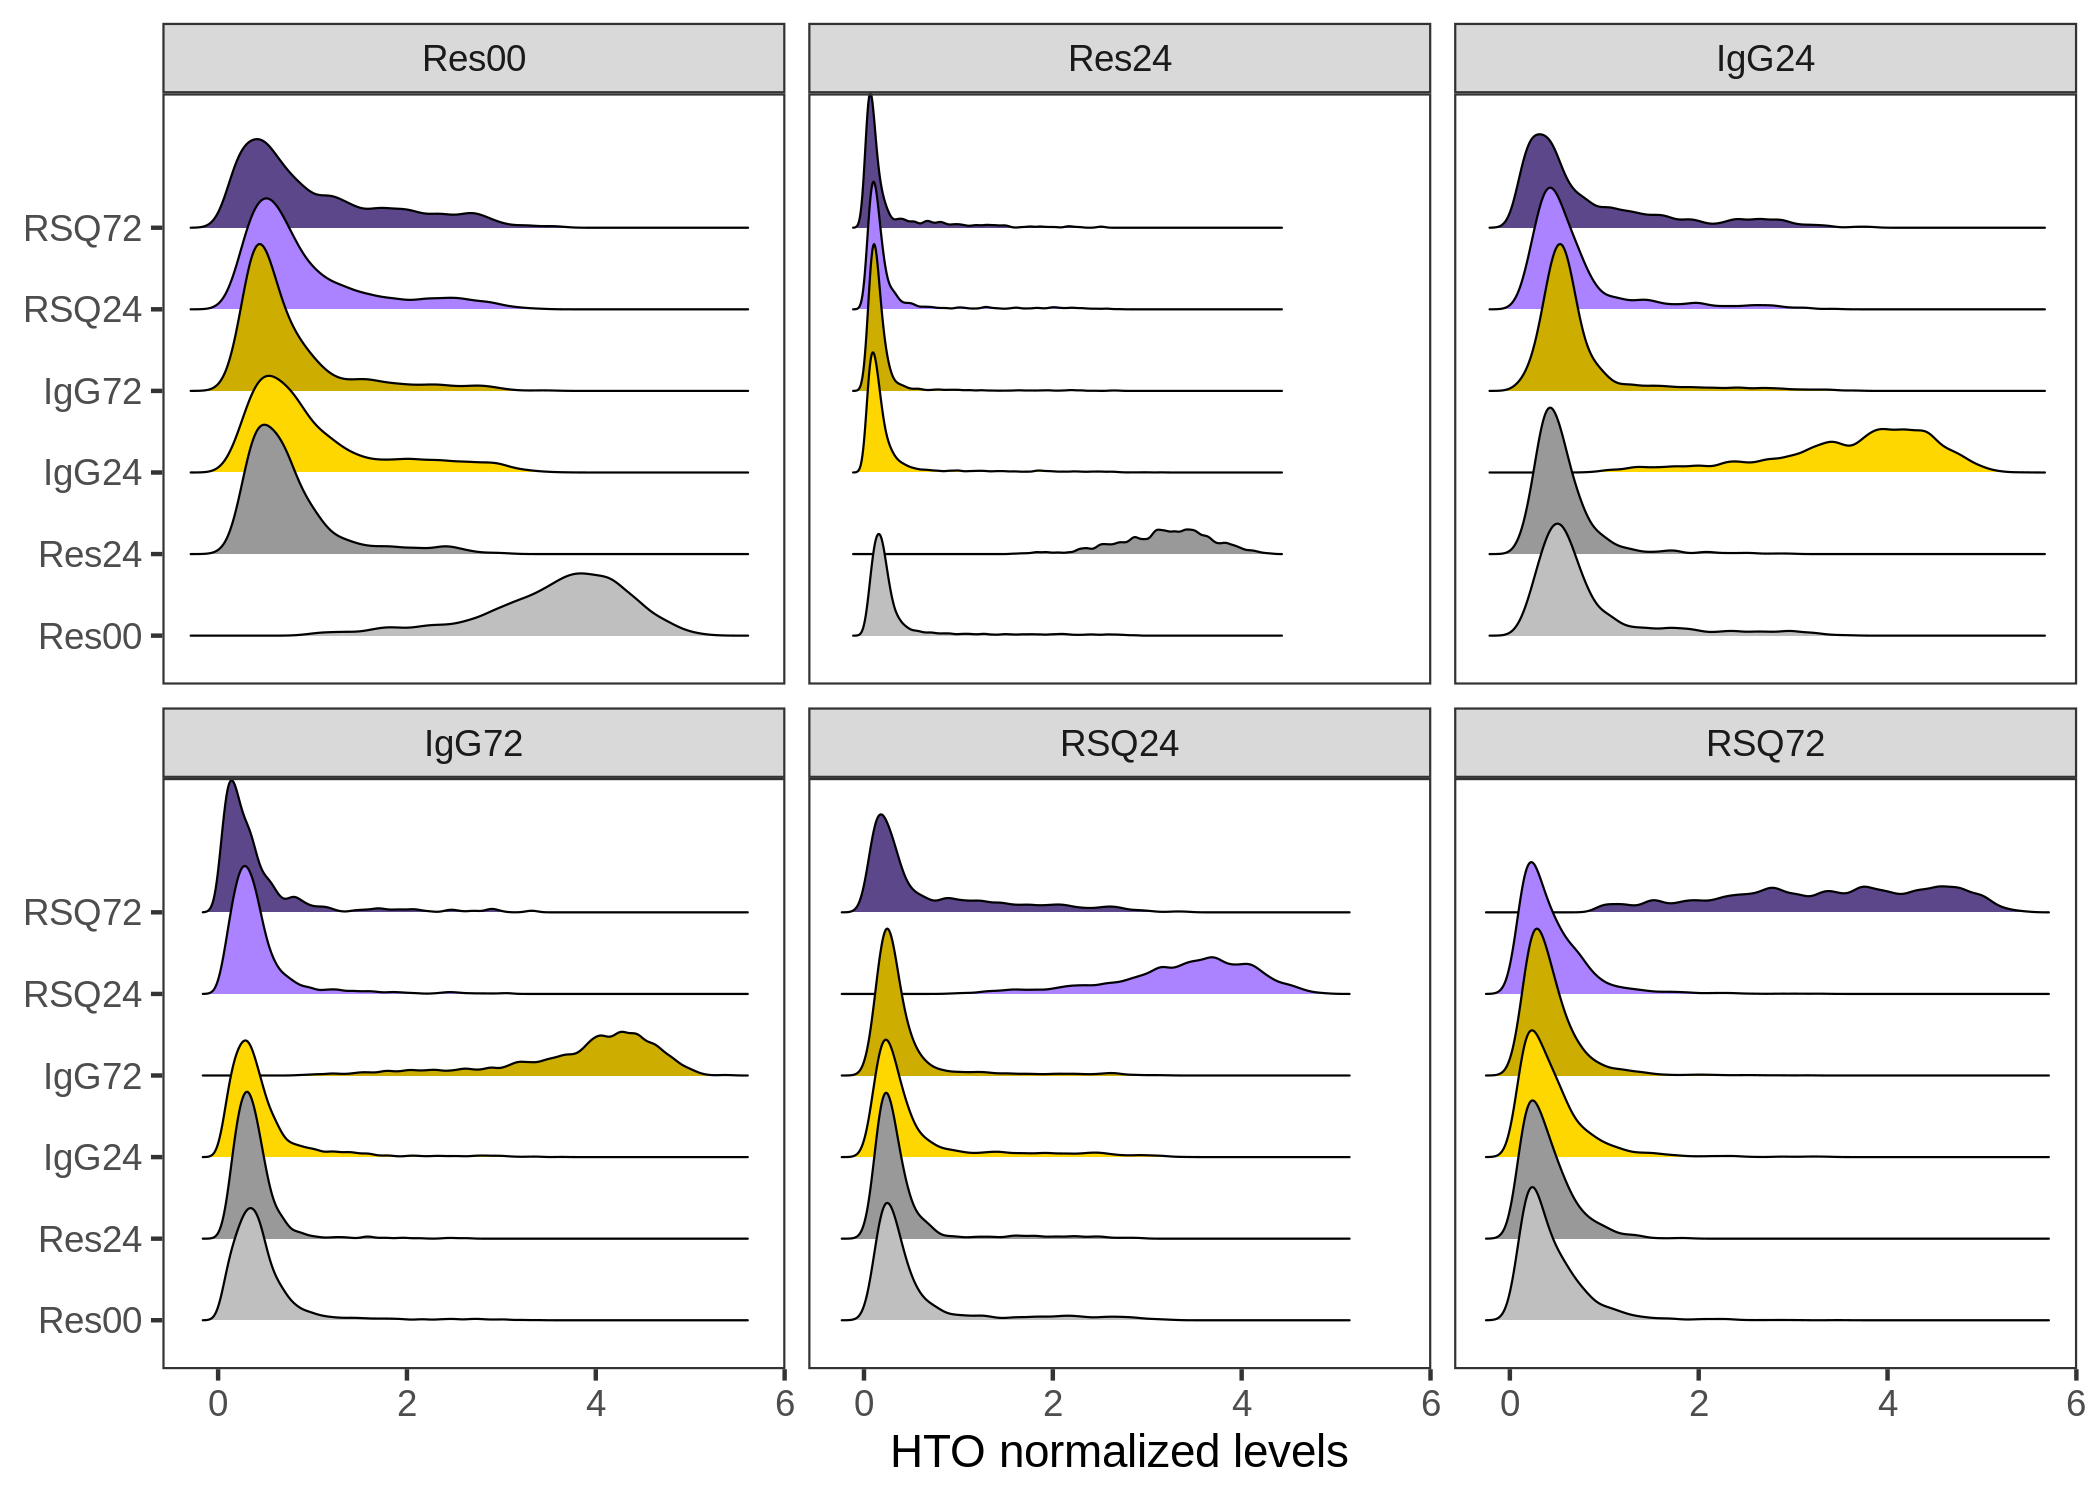 Res00 Res24 IgG24
RSQ72
RSQ24
IgG72
IgG24
Res24
Res00
IgG72 RSQ24 RSQ72
RSQ72
RSQ24
IgG72
IgG24
Res24
Res00
0 2 4 6 0 2 4 6 0 2 4 6
HTO normalized levels